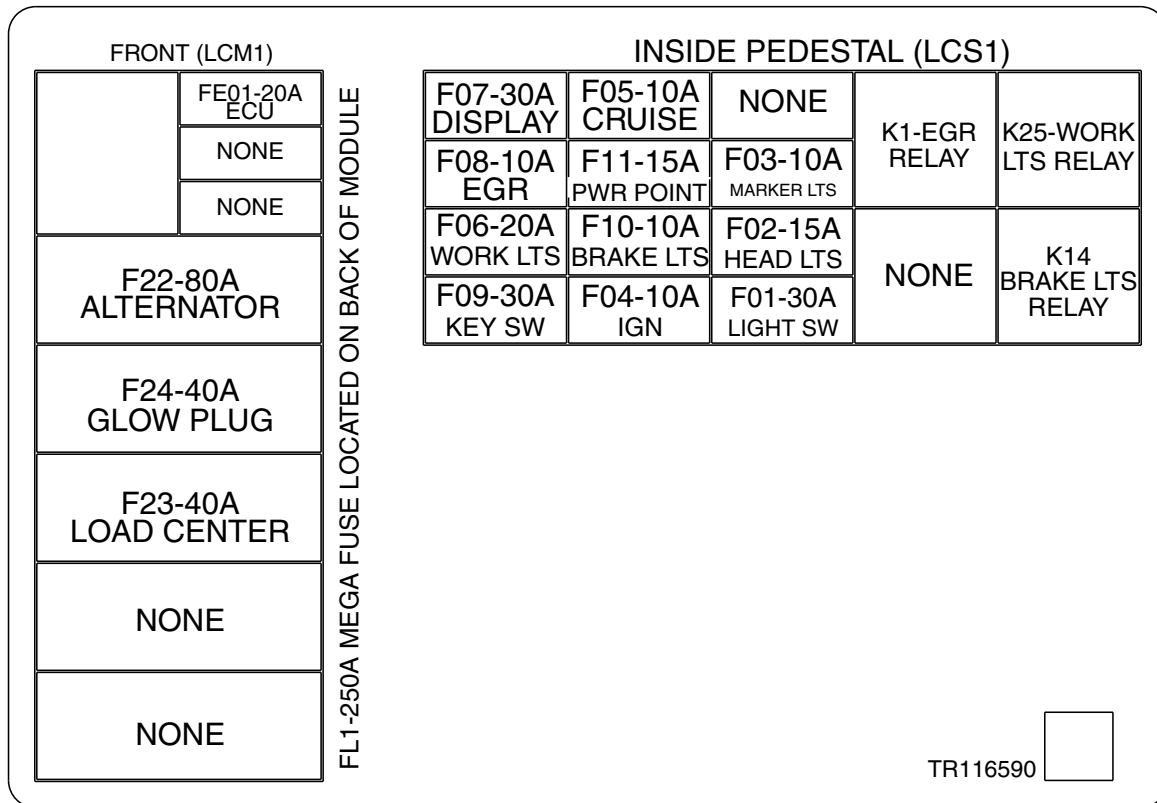 FRONT (LCM1)
FE01-20A
ECU
NONE
NONE
F22-80A
ALTERNATOR
F24-40A
GLOW PLUG
F23-40A
LOAD CENTER
NONE
NONE
FL1-250A MEGA FUSE LOCATED ON BACK OF MODULE
INSIDE PEDESTAL (LCS1)
F07-30A
DISPLAY
F05-10A
CRUISE
NONE
K1-EGR
RELAY
K25-WORK
LTS RELAY
F08-10A
EGR
F11-15A
PWR POINT
F03-10A
MARKER LTS
F06-20A
WORK LTS
F10-10A
BRAKE LTS
F02-15A
HEAD LTS
NONE
K14
BRAKE LTS
RELAY
F09-30A
KEY SW
F04-10A
IGN
F01-30A
LIGHT SW
TR116590